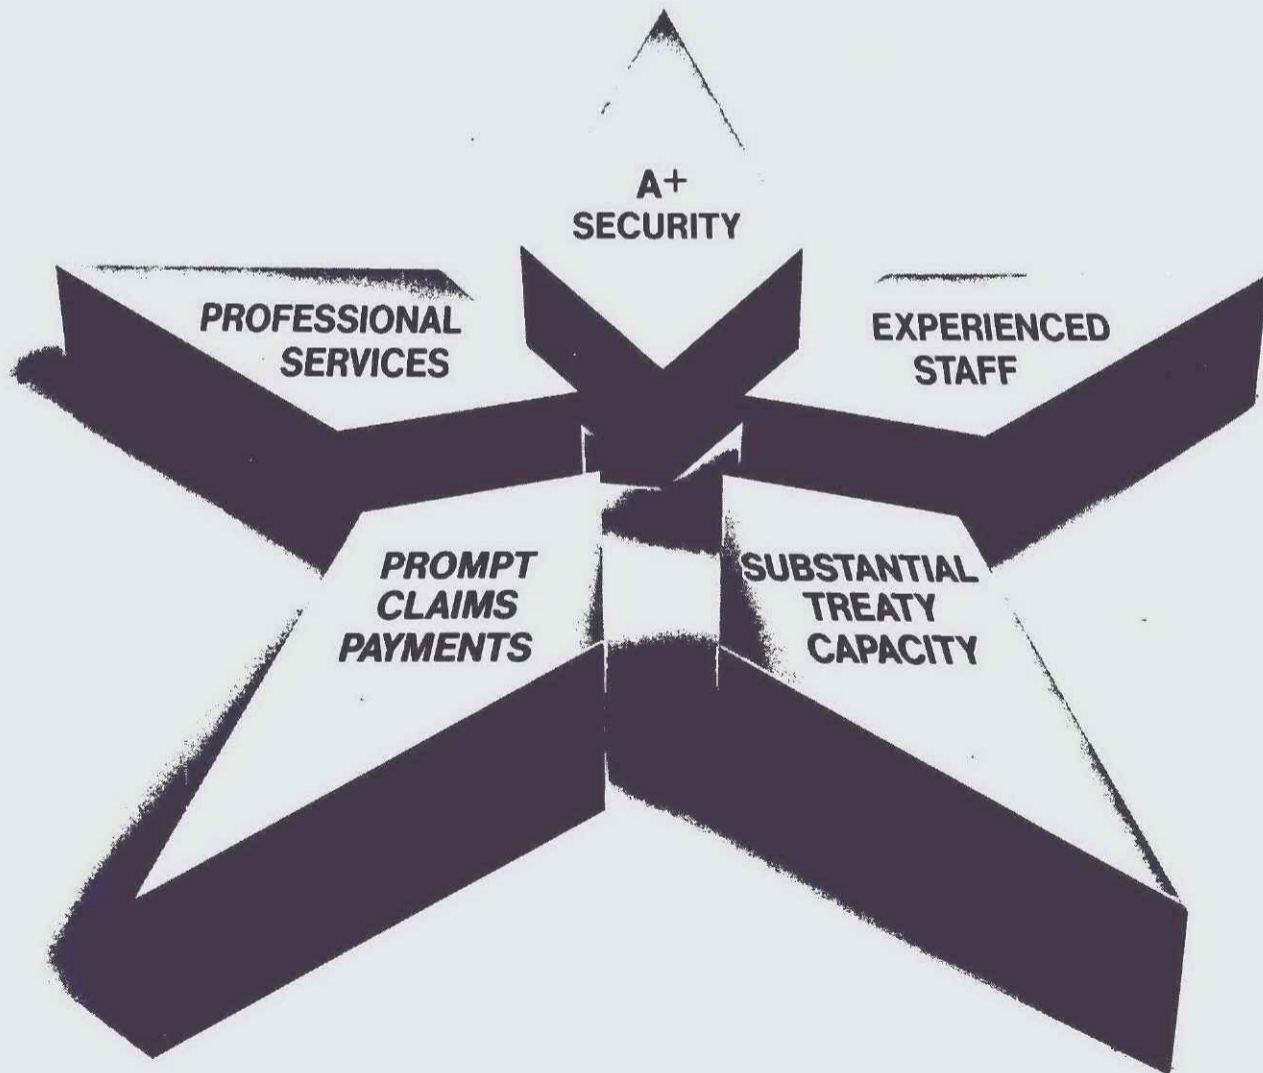 A+
SECURITY
PROFESSIONAL
SERVICES
EXPERIENCED
STAFF
PROMPT
CLAIMS
PAYMENTS
SUBSTANTIAL
TREATY
CAPACITY